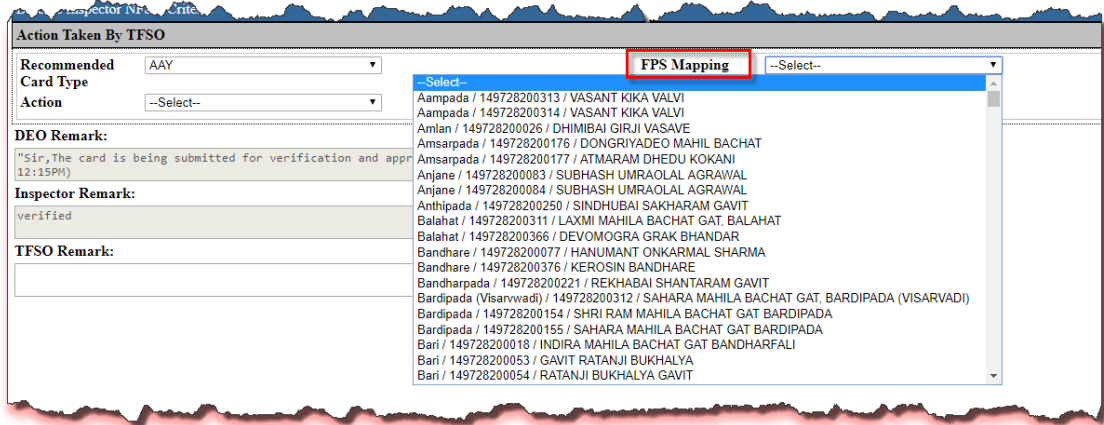 Inspector NFSA Crite
Action Taken By TFSO
Recommended Card Type AAY FPS Mapping --Select--
Action --Select--
--Select--
Aampada / 149728200313 / VASANT KIKA VALVI
Aampada / 149728200314 / VASANT KIKA VALVI
Amlan / 149728200026 / DHIMIBAI GIRJI VASAVE
Amsarpada / 149728200176 / DONGRIYADEO MAHIL BACHAT
Amsarpada / 149728200177 / ATMARAM DHEDU KOKANI
Anjane / 149728200083 / SUBHASH UMRAOLAL AGRAWAL
Anjane / 149728200084 / SUBHASH UMRAOLAL AGRAWAL
Anthipada / 149728200250 / SINDHUBAI SAKHARAM GAVIT
Balahat / 149728200311 / LAXMI MAHILA BACHAT GAT, BALAHAT
Balahat / 149728200366 / DEVOMOGRA GRAK BHANDAR
Bandhare / 149728200077 / HANUMANT ONKARMAL SHARMA
Bandhare / 149728200376 / KEROSIN BANDHARE
Bandharpada / 149728200221 / REKHABAI SHANTARAM GAVIT
Bardipada (Visarvwadi) / 149728200312 / SAHARA MAHILA BACHAT GAT, BARDIPADA (VISARVADI)
Bardipada / 149728200154 / SHRI RAM MAHILA BACHAT GAT BARDIPADA
Bardipada / 149728200155 / SAHARA MAHILA BACHAT GAT BARDIPADA
Bari / 149728200018 / INDIRA MAHILA BACHAT GAT BANDHARFALI
Bari / 149728200053 / GAVIT RATANJI BUKHALYA
Bari / 149728200054 / RATANJI BUKHALYA GAVIT
DEO Remark:
"Sir,The card is being submitted for verification and appr
12:15PM)
Inspector Remark:
verified
TFSO Remark: